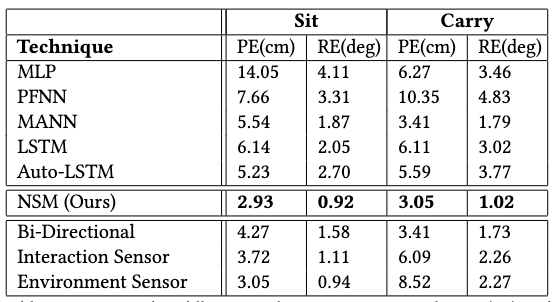 Sit Carry
Technique PE(cm) RE(deg) PE(cm) RE(deg)
MLP 14.05 4.11 6.27 3.46
PFNN 7.66 3.31 10.35 4.83
MANN 5.54 1.87 3.41 1.79
LSTM 6.14 2.05 6.11 3.02
Auto-LSTM 5.23 2.70 5.59 3.77
NSM (Ours) 2.93 0.92 3.05 1.02
Bi-Directional 4.27 1.58 3.41 1.73
Interaction Sensor 3.72 1.11 6.09 2.26
Environment Sensor 3.05 0.94 8.52 2.27